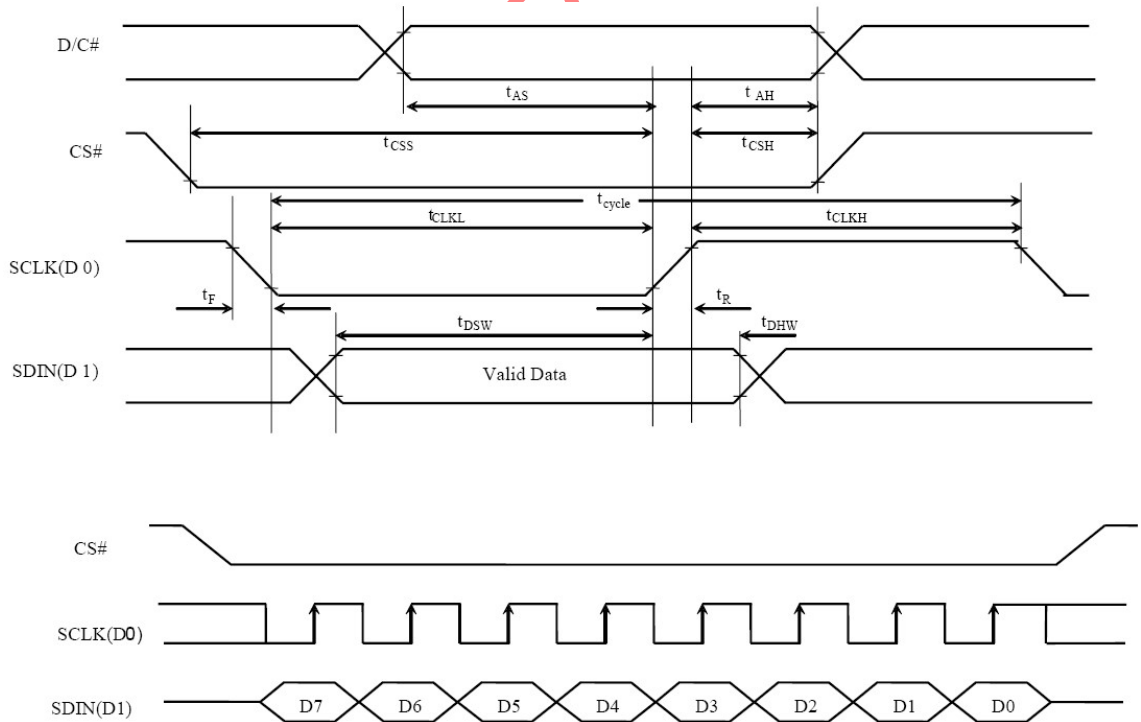 D/C#
tAS
tAH
CS#
tCSS
tCSH
tcycle
tCLKL
tCLKH
SCLK(D 0)
tF
tR
tDSW
tDHW
SDIN(D 1)
Valid Data
CS#
SCLK(D0)
SDIN(D1)
D7
D6
D5
D4
D3
D2
D1
D0